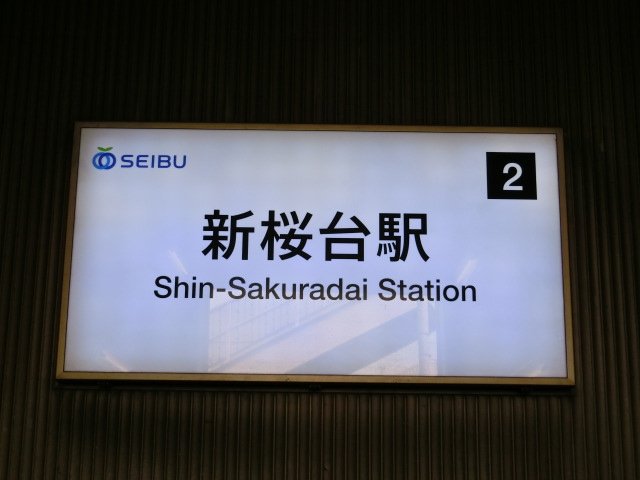 SEIBU
2
新桜台駅
Shin-Sakuradai Station